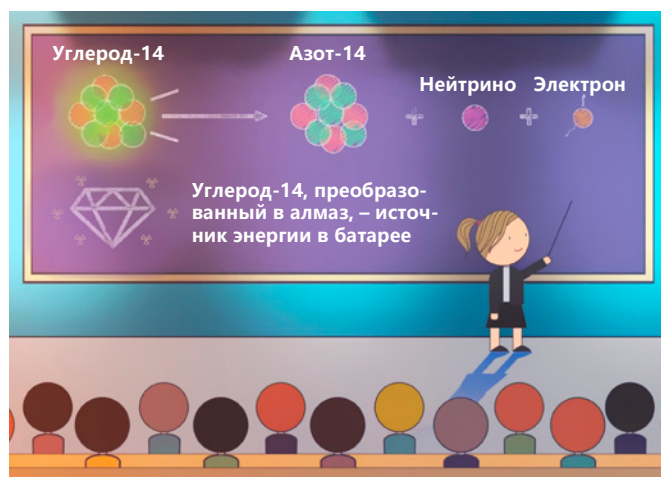 Углерод-14
Азот-14
Нейтрино
Электрон
Углерод-14, преобразо-
ванный в алмаз, – источ-
ник энергии в батарее